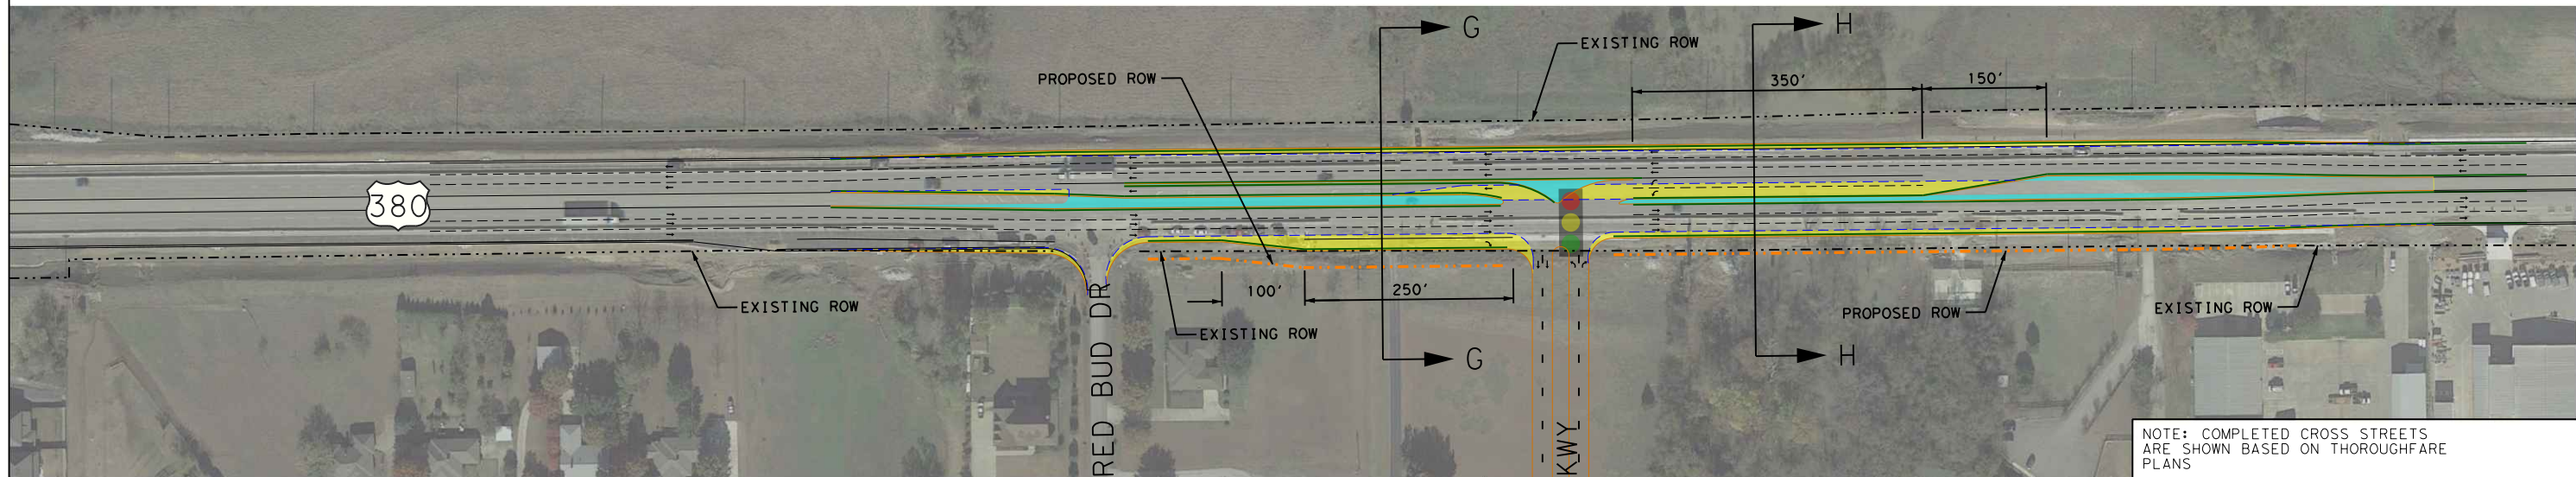 G
H
EXISTING ROW
PROPOSED ROW
350'
150'
380
100'
250'
EXISTING ROW
EXISTING ROW
PROPOSED ROW
EXISTING ROW
G
H
RED BUD DR
KWY
NOTE: COMPLETED CROSS STREETS
ARE SHOWN BASED ON THOROUGHFARE
PLANS